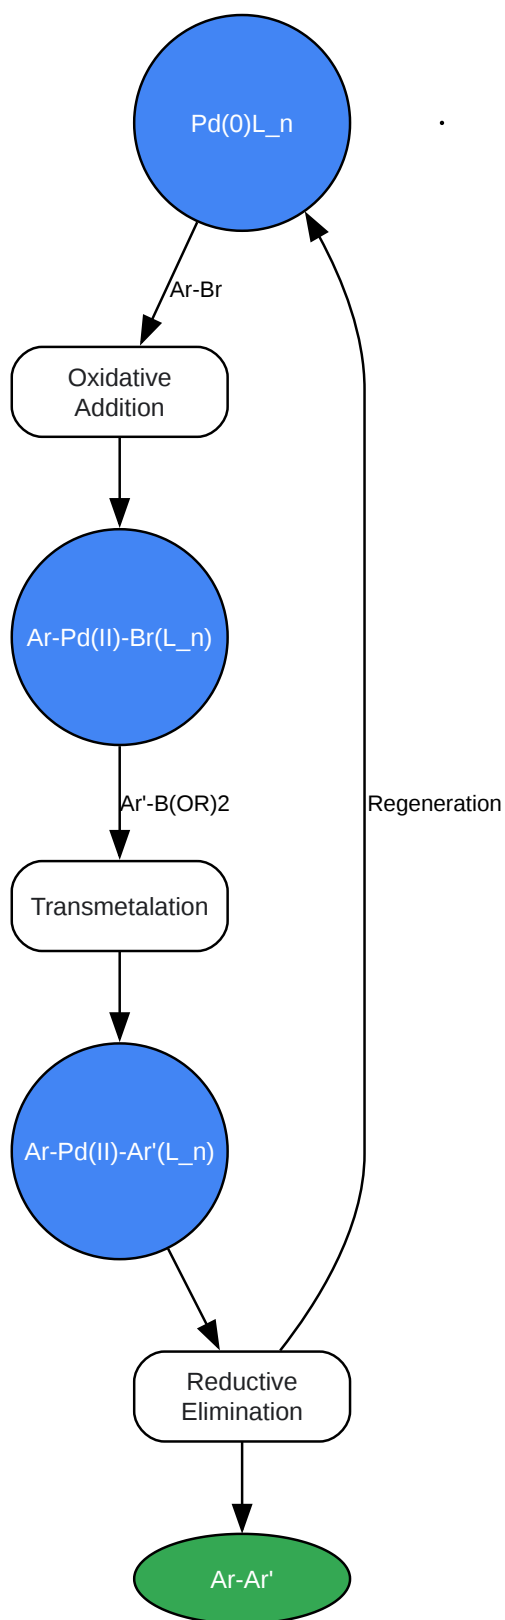 Pd(0)L_n
.
Ar-Br
Oxidative
Addition
Ar-Pd(II)-Br(L_n)
Ar'-B(OR)2
Regeneration
Transmetalation
Ar-Pd(II)-Ar'(L_n)
Reductive
Elimination
Ar-Ar'